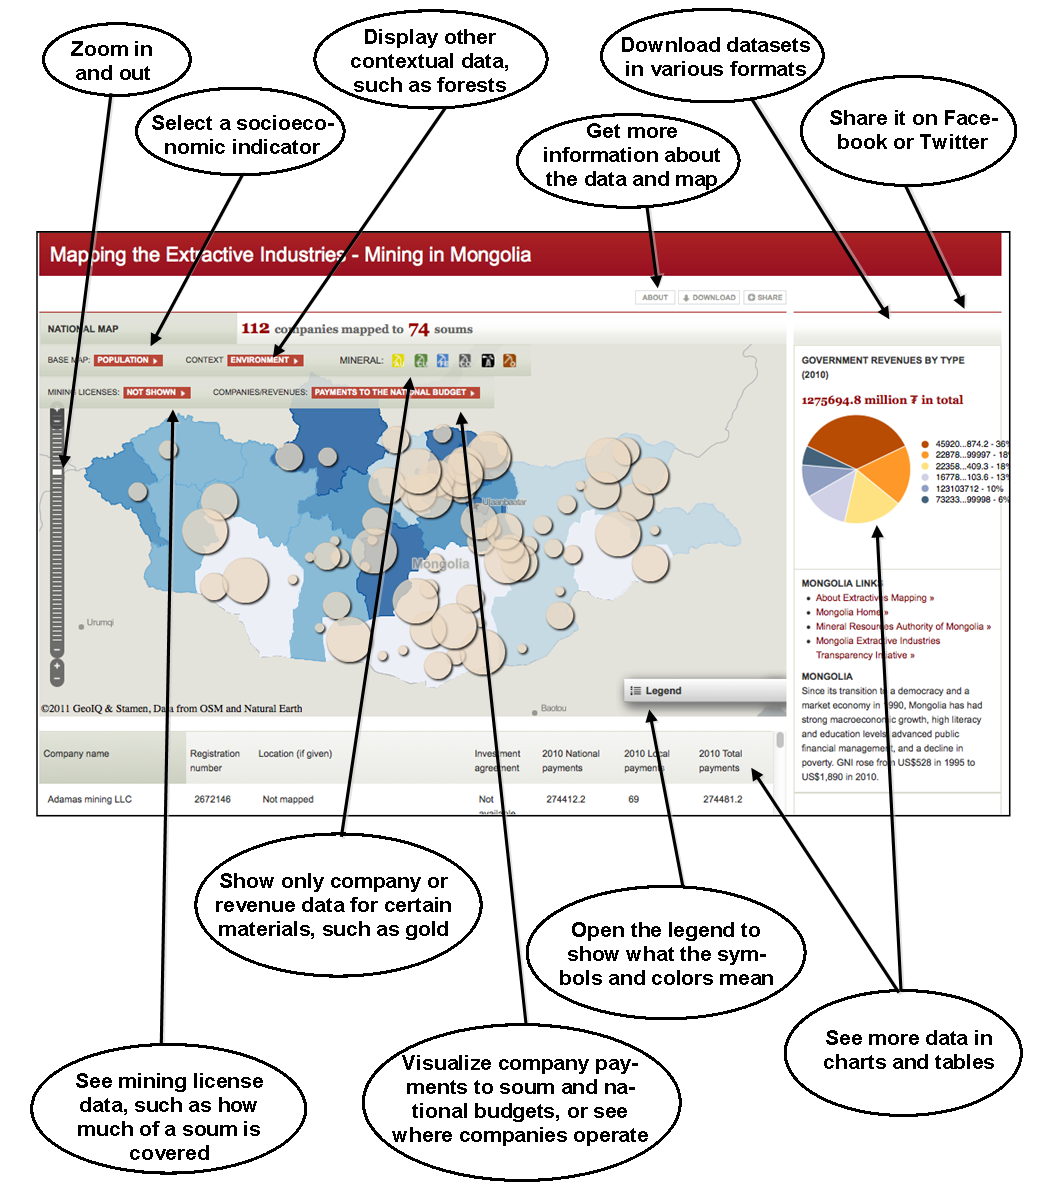 Zoom in
and out
Display other
contextual data,
such as forests
Download datasets
in various formats
Select a socioeco-
nomic indicator
Get more
information about
the data and map
Share it on Face-
book or Twitter
Mapping the Extractive Industries - Mining in Mongolia
ABOUT
DOWNLOAD
SHARE
NATIONAL MAP
112 companies mapped to 74 soums
BASE MAP: POPULATION
CONTEXT ENVIRONMENT
MINERAL:
MINING LICENSES: NOT SHOWN
COMPANIES/REVENUES: PAYMENTS TO THE NATIONAL BUDGET
Ulaanbaatar
Mongolia
Urumqi
Baotou
©2011 GeoIQ & Stamen, Data from OSM and Natural Earth
Legend
GOVERNMENT REVENUES BY TYPE
(2010)
1275694.8 million ₮ in total
45920...874.2 - 36%
22878...99997 - 18%
22358...409.3 - 18%
16778...103.6 - 13%
123103712 - 10%
73233...99998 - 6%
MONGOLIA LINKS
About Extractives Mapping »
Mongolia Home »
Mineral Resources Authority of Mongolia »
Mongolia Extractive Industries
Transparency Initiative »
MONGOLIA
Since its transition to a democracy and a
market economy in 1990, Mongolia has had
strong macroeconomic growth, high literacy
and education levels, advanced public
financial management, and a decline in
poverty. GNI rose from US$528 in 1995 to
US$1,890 in 2010.
Company name
Registration
number
Location (if given)
Investment
agreement
2010 National
payments
2010 Local
payments
2010 Total
payments
Adamas mining LLC
2672146
Not mapped
Not
available
274412.2
69
274481.2
Show only company or
revenue data for certain
materials, such as gold
Open the legend to
show what the sym-
bols and colors mean
See more data in
charts and tables
See mining license
data, such as how
much of a soum is
covered
Visualize company pay-
ments to soum and na-
tional budgets, or see
where companies operate